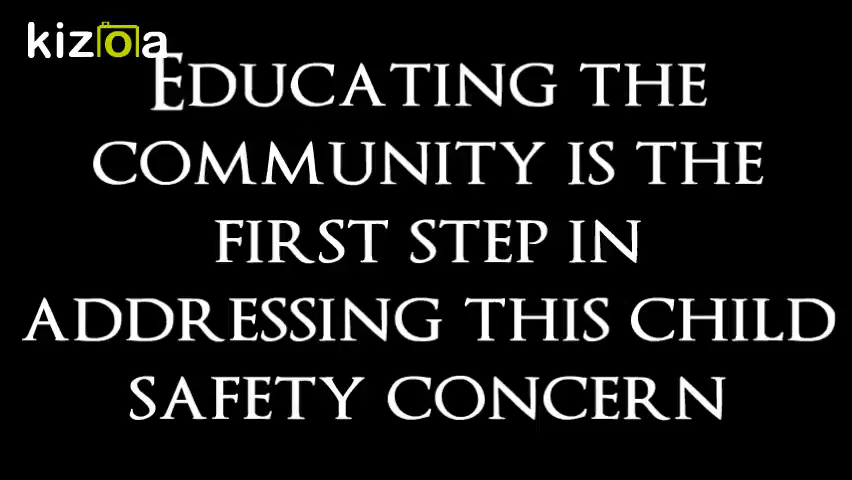 kizoa
Educating the
community is the
first step in
addressing this child
safety concern